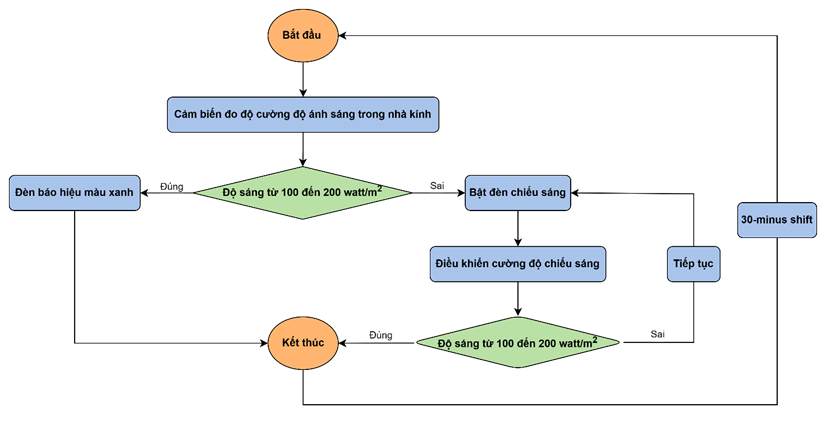 Bắt đầu
Cảm biến đo độ cường độ ánh sáng trong nhà kính
Đúng
Độ sáng từ 100 đến 200 watt/m²
Sai
Đèn báo hiệu màu xanh
Bật đèn chiếu sáng
30-minus shift
Điều khiển cường độ chiếu sáng
Tiếp tục
Kết thúc
Đúng
Độ sáng từ 100 đến 200 watt/m²
Sai